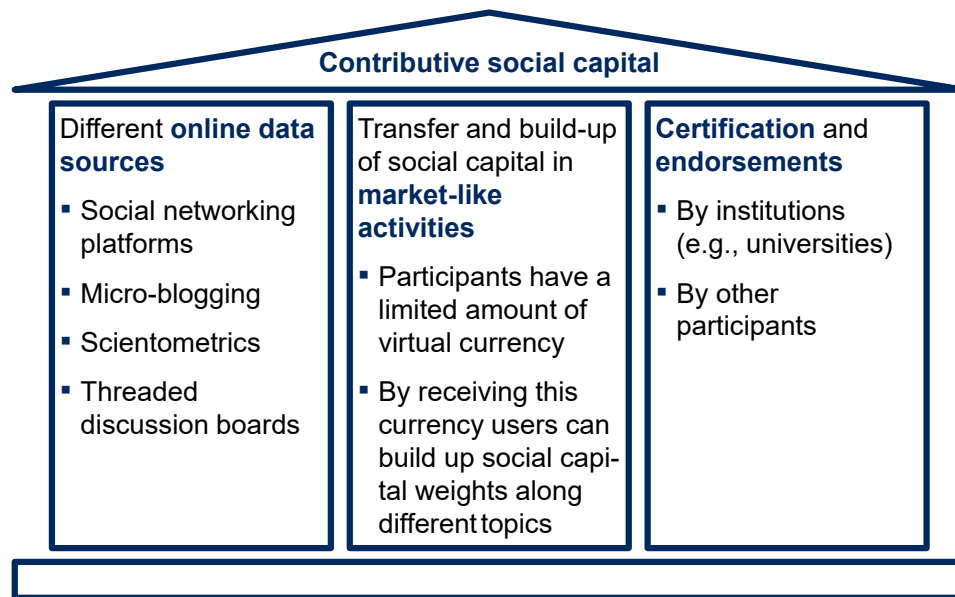 Contributive social capital
Different online data
sources
▪ Social networking
platforms
▪ Micro-blogging
▪ Scientometrics
▪ Threaded
discussion boards
Transfer and build-up
of social capital in
market-like
activities
▪ Participants have a
limited amount of
virtual currency
▪ By receiving this
currency users can
build up social capi-
tal weights along
different topics
Certification and
endorsements
▪ By institutions
(e.g., universities)
▪ By other
participants